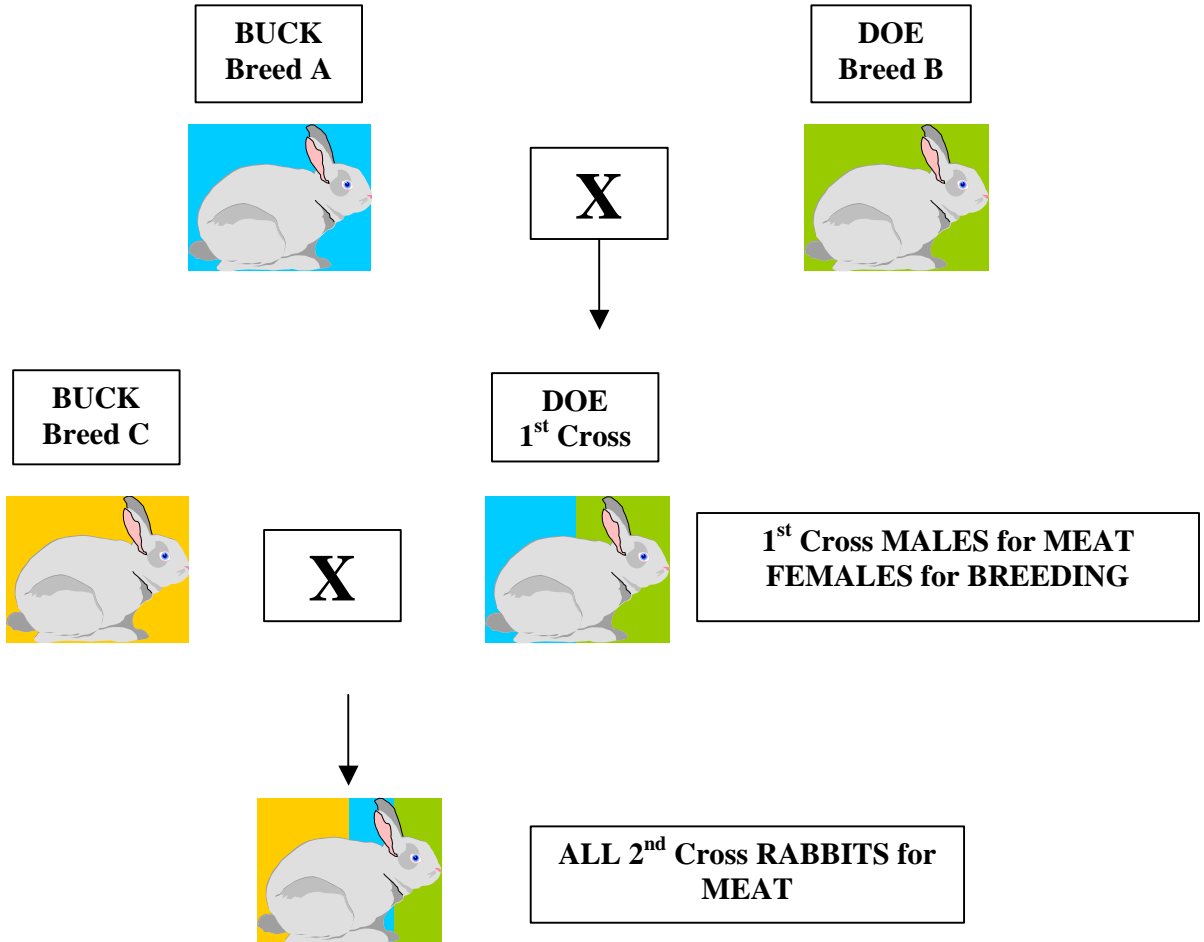 BUCK
Breed A
DOE
Breed B
X
BUCK
Breed C
DOE
1st Cross
X
1st Cross MALES for MEAT
FEMALES for BREEDING
ALL 2nd Cross RABBITS for
MEAT